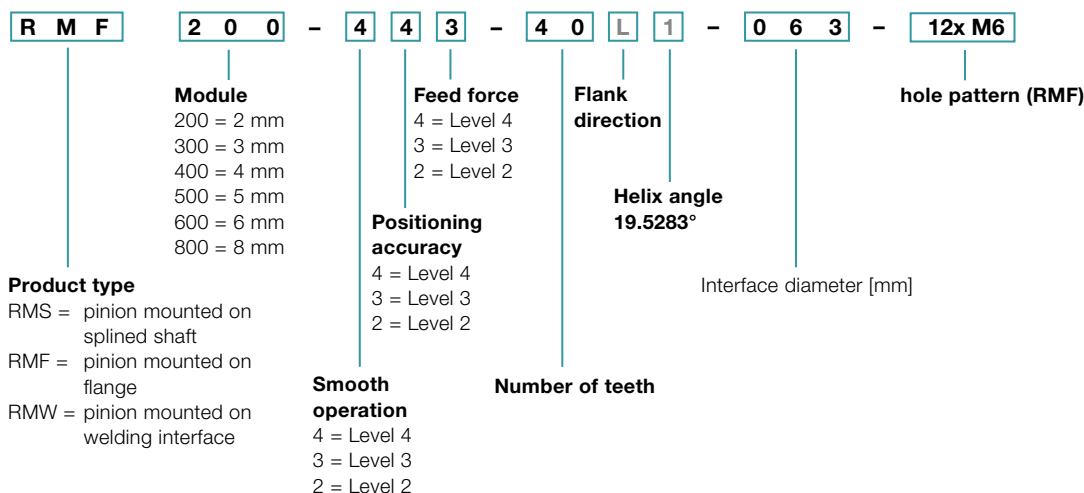 R M F 2 0 0 – 4 4 3 – 4 0 L 1 – 0 6 3 – 12x M6
Module
200 = 2 mm
300 = 3 mm
400 = 4 mm
500 = 5 mm
600 = 6 mm
800 = 8 mm
Feed force
4 = Level 4
3 = Level 3
2 = Level 2
Flank
direction
hole pattern (RMF)
Helix angle
19.5283°
Positioning
accuracy
4 = Level 4
3 = Level 3
2 = Level 2
Interface diameter [mm]
Product type
RMS = pinion mounted on
splined shaft
RMF = pinion mounted on
flange
RMW = pinion mounted on
welding interface
Smooth
operation
4 = Level 4
3 = Level 3
2 = Level 2
Number of teeth